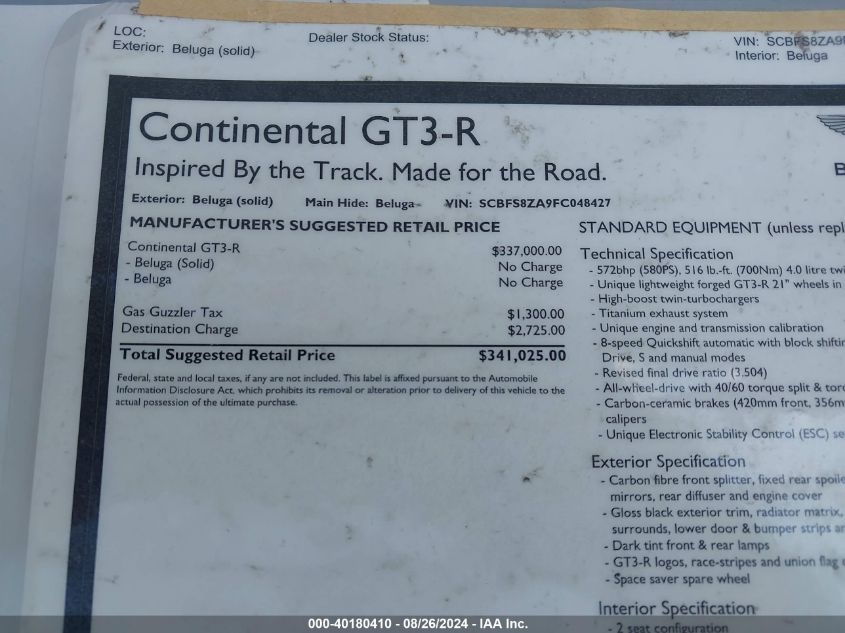 LOC:
Exterior: Beluga (solid)
Dealer Stock Status:
VIN: SCBFS8ZA9
Interior: Beluga
Continental GT3-R
Inspired By the Track. Made for the Road.
Exterior: Beluga (solid) Main Hide: Beluga VIN: SCBFS8ZA9FC048427
MANUFACTURER'S SUGGESTED RETAIL PRICE
Continental GT3-R $337,000.00
- Beluga (Solid) No Charge
- Beluga No Charge
Gas Guzzler Tax $1,300.00
Destination Charge $2,725.00
Total Suggested Retail Price $341,025.00
Federal, state and local taxes, if any are not included. This label is affixed pursuant to the Automobile
Information Disclosure Act, which prohibits its removal or alteration prior to delivery of this vehicle to the
actual possession of the ultimate purchase.
B
STANDARD EQUIPMENT (unless repl
Technical Specification
- 572bhp (580PS), 516 lb.-ft. (700Nm) 4.0 litre twi
- Unique lightweight forged GT3-R 21" wheels in
- High-boost twin-turbochargers
- Titanium exhaust system
- Unique engine and transmission calibration
- 8-speed Quickshift automatic with block shiftin
Drive, S and manual modes
- Revised final drive ratio (3.504)
- All-wheel-drive with 40/60 torque split & torq
- Carbon-ceramic brakes (420mm front, 356m
calipers
- Unique Electronic Stability Control (ESC) se
Exterior Specification
- Carbon fibre front splitter, fixed rear spoile
mirrors, rear diffuser and engine cover
- Gloss black exterior trim, radiator matrix,
surrounds, lower door & bumper strips an
- Dark tint front & rear lamps
- GT3-R logos, race-stripes and union flag
- Space saver spare wheel
Interior Specification
- 2 seat configuration
000-40180410 - 08/26/2024 - IAA Inc.